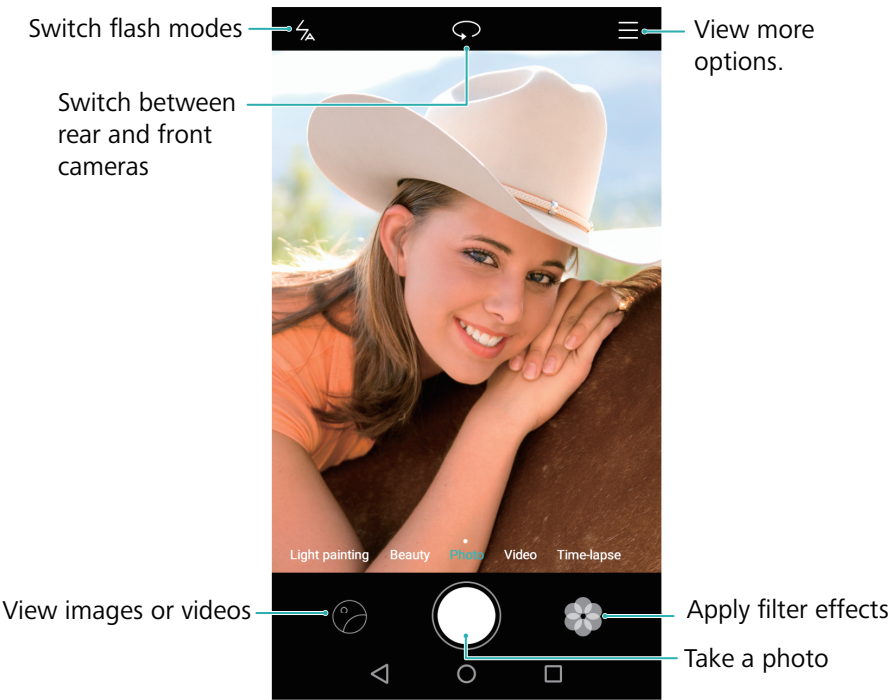 Switch flash modes
View more
options.
Switch between
rear and front
cameras
Light painting Beauty Photo Video Time-lapse
View images or videos
Apply filter effects
Take a photo